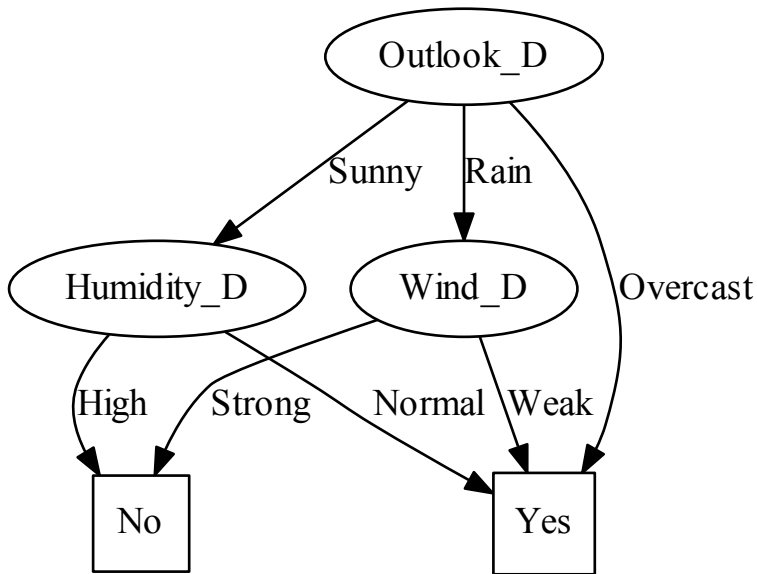 Outlook_D
Sunny
Rain
Humidity_D
Wind_D
Overcast
High
Strong
Normal
Weak
No
Yes